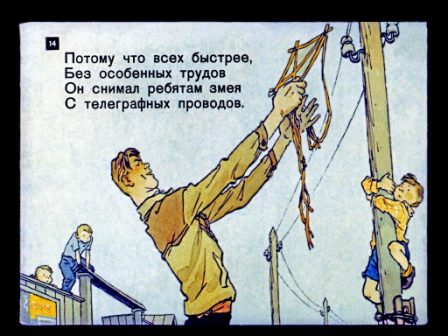 14
Потому что всех быстрее,
Без особенных трудов
Он снимал ребятам змея
С телеграфных проводов.